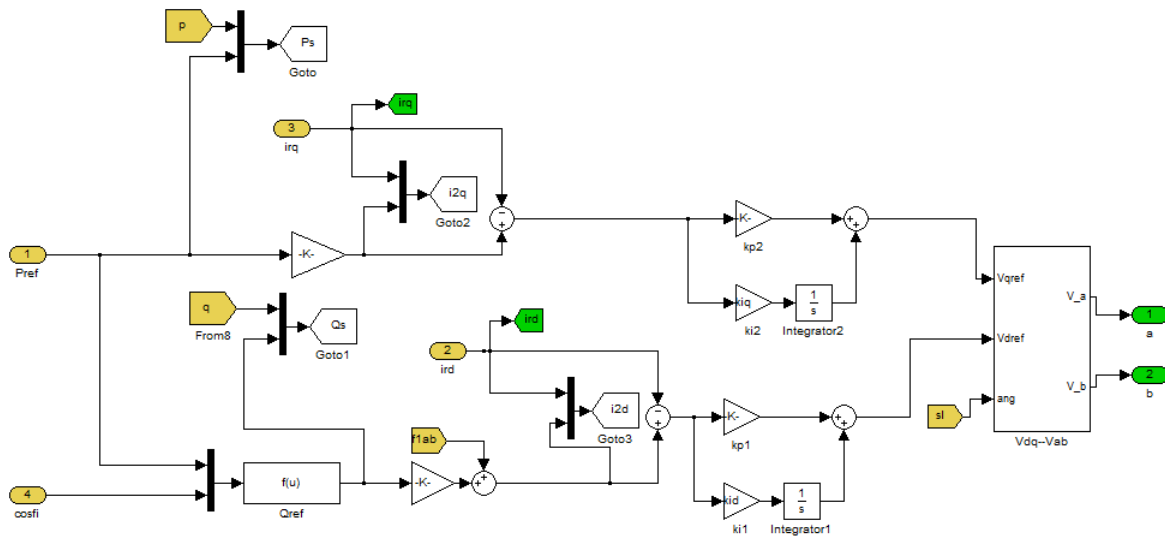 p
Ps
Goto
irq
3
irq
i2q
Goto2
- +
-K-
kp2
+ +
1
Pref
-K-
q
From8
Qs
Goto1
kiq
ki2
1
s
Integrator2
Vqref
Vdref
ang
V_a
V_b
Vdq--Vab
1
a
2
b
ird
2
ird
i2d
Goto3
- +
-K-
kp1
+ +
sl
f1ab
-K-
+ +
f(u)
Qref
4
cosfi
kid
ki1
1
s
Integrator1